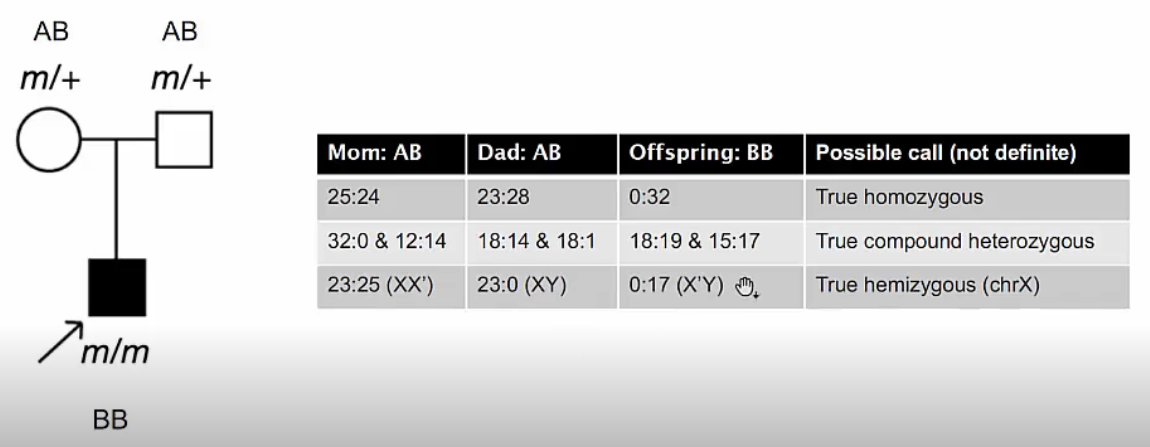 AB AB
m/+ m/+
m/m
BB
Mom: AB Dad: AB Offspring: BB Possible call (not definite)
25:24 23:28 0:32 True homozygous
32:0 & 12:14 18:14 & 18:1 18:19 & 15:17 True compound heterozygous
23:25 (XX') 23:0 (XY) 0:17 (X'Y) True hemizygous (chrX)